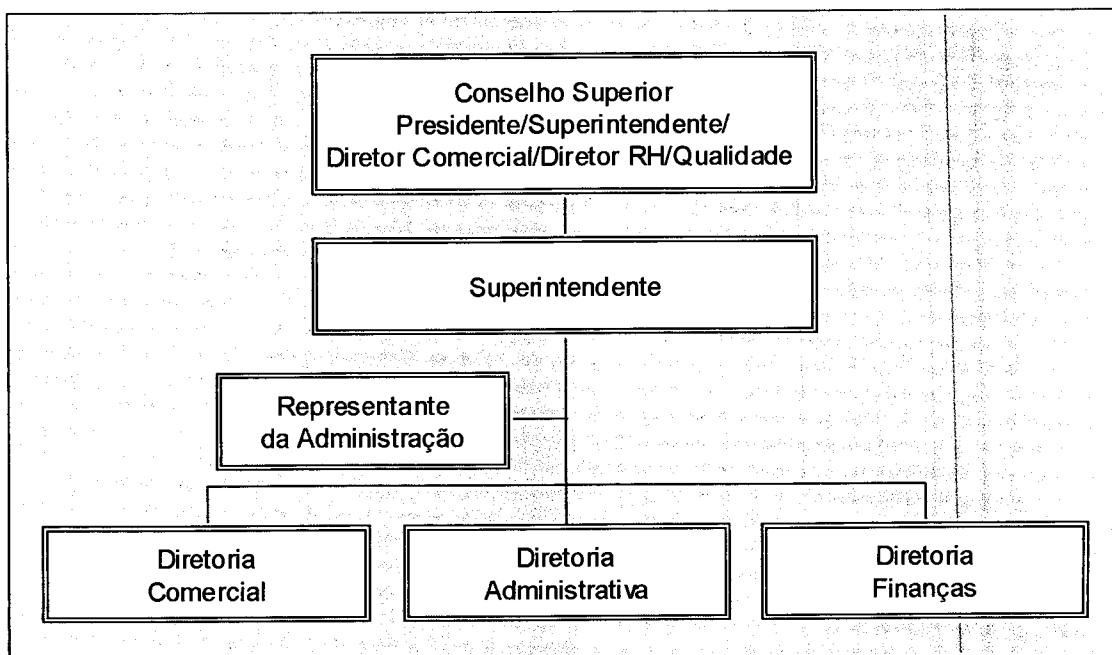 Conselho Superior
Presidente/Superintendente/
Diretor Comercial/Diretor RH/Qualidade
Superintendente
Representante
da Administração
Diretoria
Comercial
Diretoria
Administrativa
Diretoria
Finanças